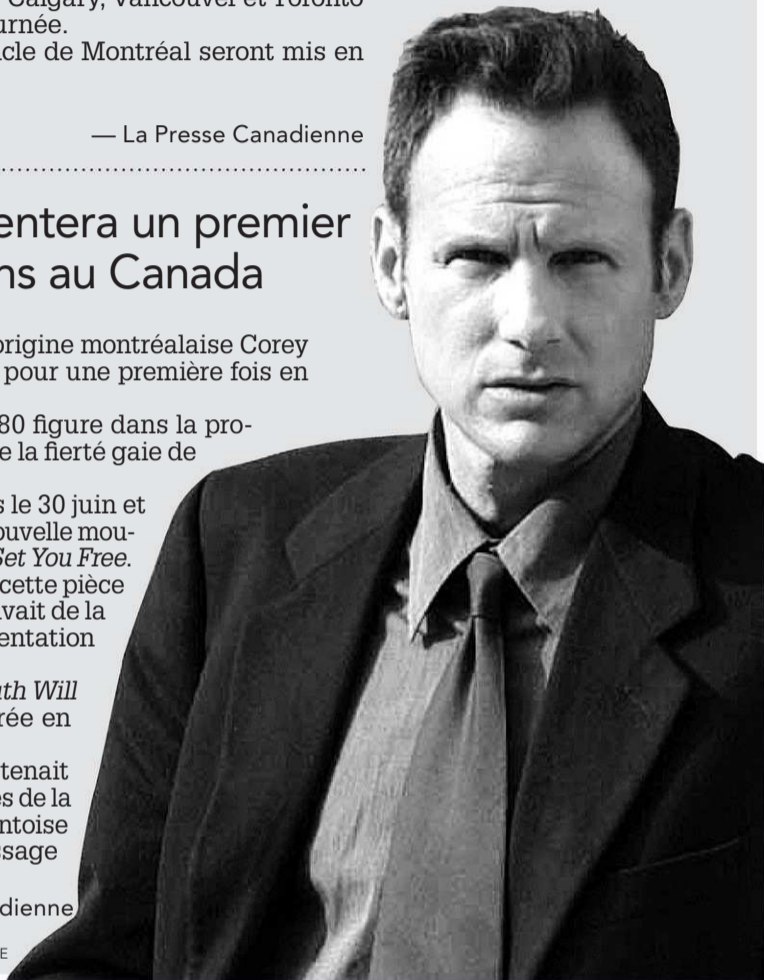 Calgary, Vancouver et Toronto
urnée.
cle de Montréal seront mis en
— La Presse Canadienne
entera un premier
ns au Canada
origine montréalaise Corey
pour une première fois en
80 figure dans la pro-
e la fierté gaie de
s le 30 juin et
ouvelle mou-
Set You Free.
cette pièce
vait de la
entation
th Will
rée en
tenait
s de la
ntoise
sage
dienne
E